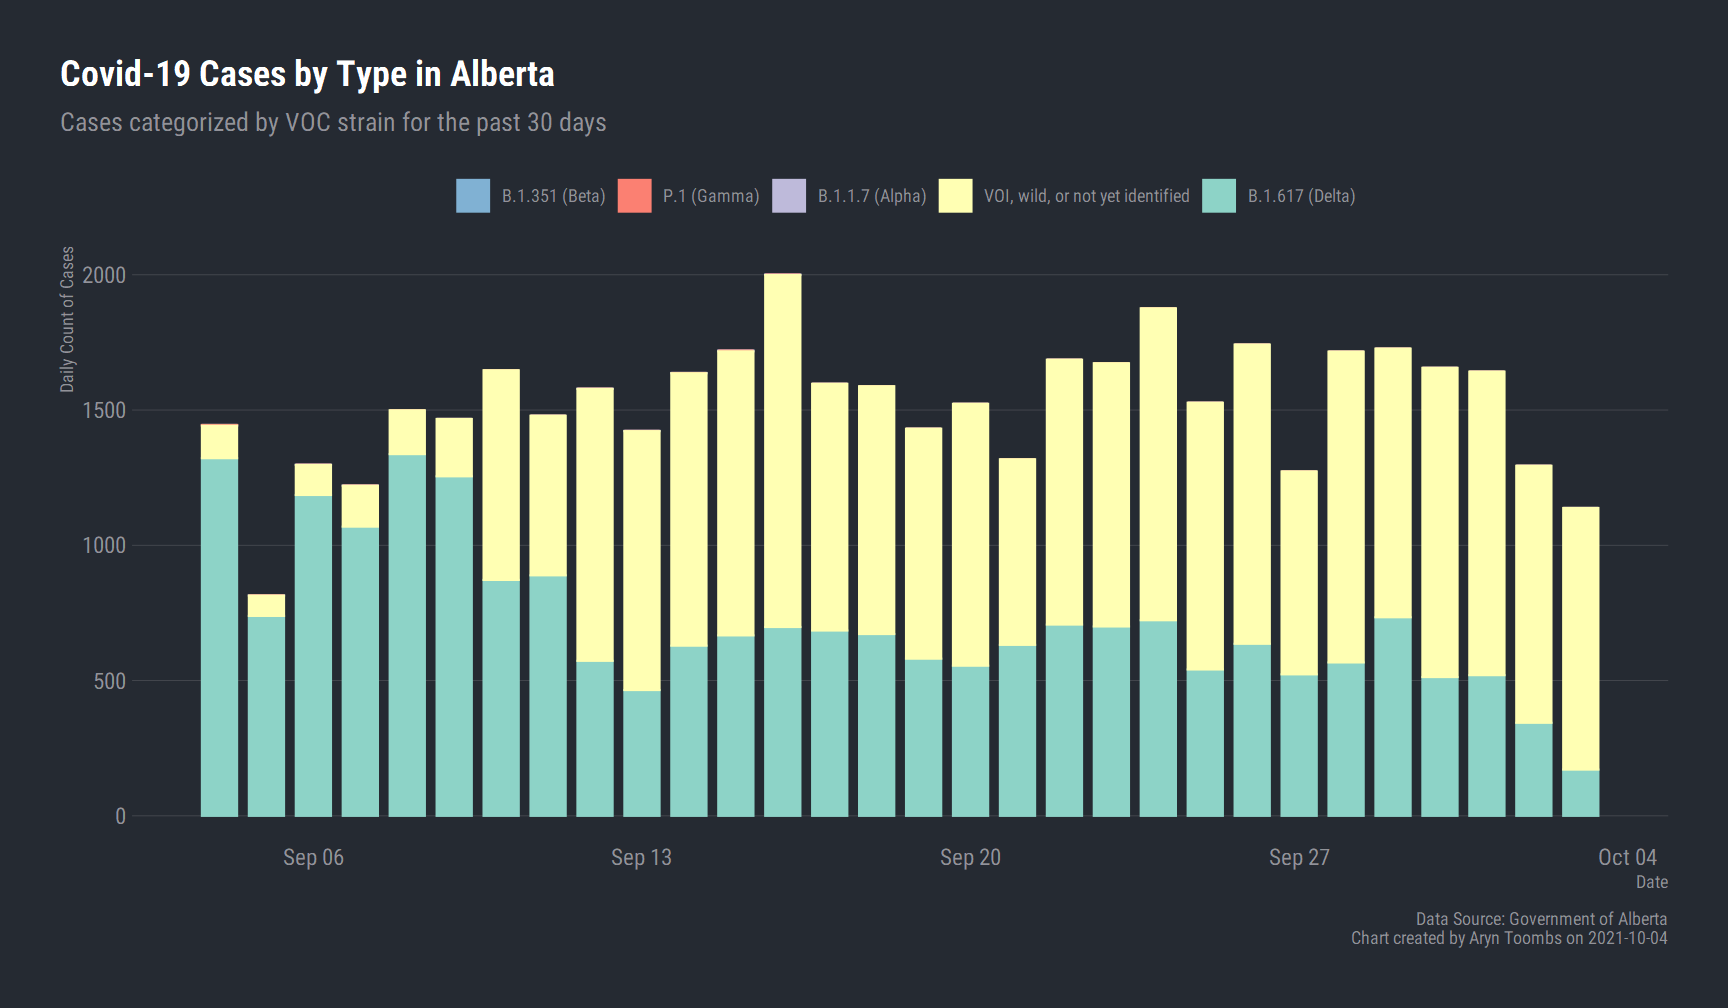 Covid-19 Cases by Type in Alberta
Cases categorized by VOC strain for the past 30 days
B.1.351 (Beta) P.1 (Gamma) B.1.1.7 (Alpha) VOI, wild, or not yet identified B.1.617 (Delta)
Daily Count of Cases
2000
1500
1000
500
0
Sep 06 Sep 13 Sep 20 Sep 27 Oct 04
Date
Data Source: Government of Alberta
Chart created by Aryn Toombs on 2021-10-04